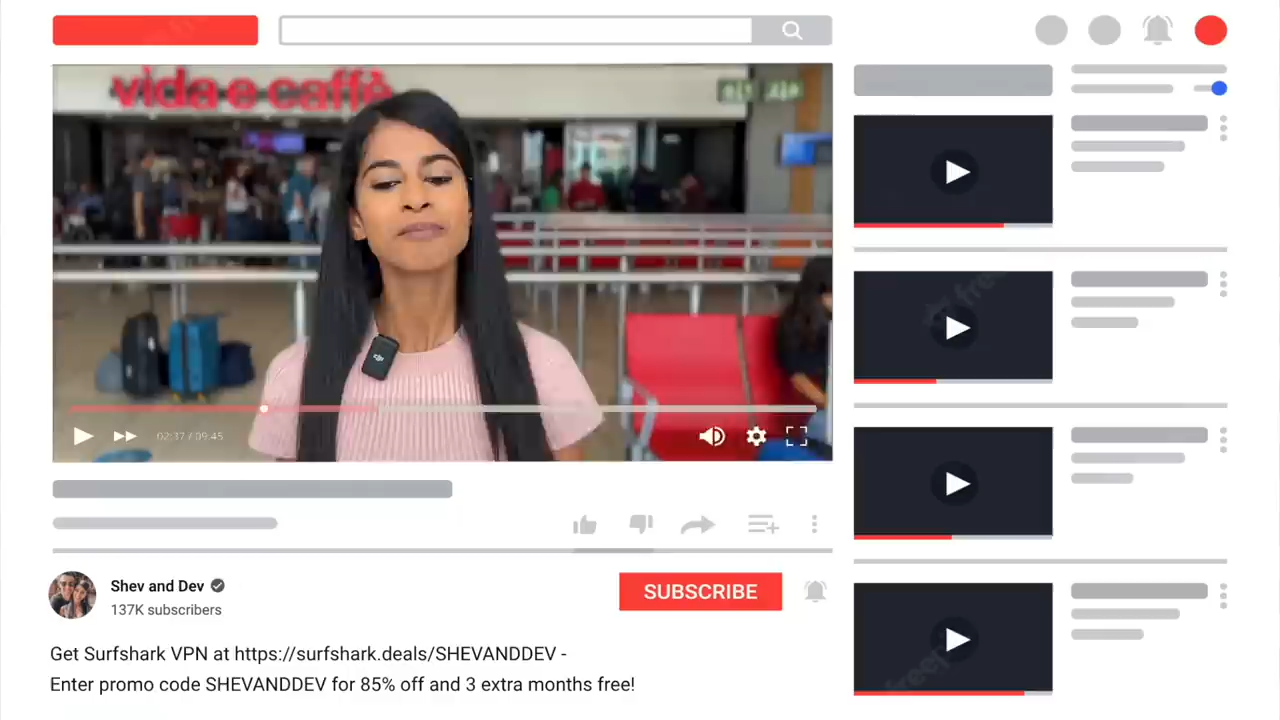 vida e caffè
02:37 / 09:45
Shev and Dev
137K subscribers
SUBSCRIBE
Get Surfshark VPN at https://surfshark.deals/SHEVANDDEV -
Enter promo code SHEVANDDEV for 85% off and 3 extra months free!